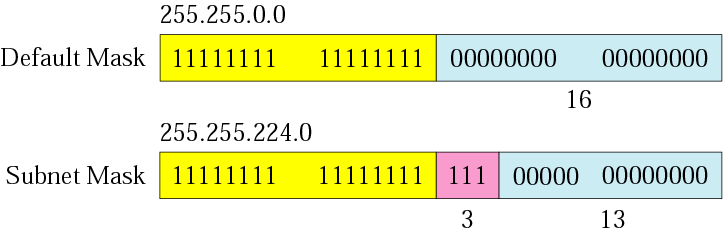 255.255.0.0
Default Mask 11111111 11111111 00000000 00000000
16
255.255.224.0
Subnet Mask 11111111 11111111 111 00000 00000000
3 13